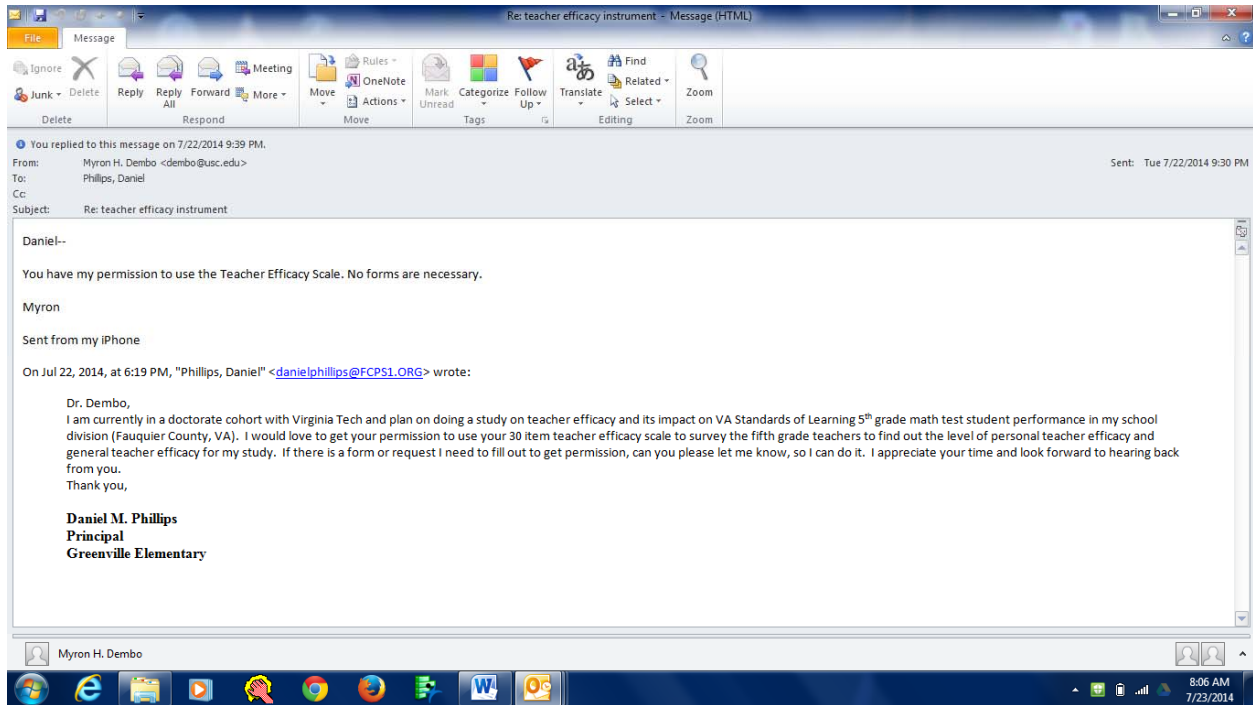 Re: teacher efficacy instrument - Message (HTML)
File Message
Ignore
Junk
Delete
Reply
Reply All
Forward
Meeting
More
Move
Rules
OneNote
Actions
Mark Unread
Categorize
Follow Up
Translate
Find
Related
Select
Zoom
Delete Respond Move Tags Editing Zoom
You replied to this message on 7/22/2014 9:39 PM.
From: Myron H. Dembo <dembo@usc.edu> Sent: Tue 7/22/2014 9:30 PM
To: Phillips, Daniel
Cc:
Subject: Re: teacher efficacy instrument
Daniel--
You have my permission to use the Teacher Efficacy Scale. No forms are necessary.
Myron
Sent from my iPhone
On Jul 22, 2014, at 6:19 PM, "Phillips, Daniel" <danielphillips@FCPS1.ORG> wrote:
Dr. Dembo,
I am currently in a doctorate cohort with Virginia Tech and plan on doing a study on teacher efficacy and its impact on VA Standards of Learning 5th grade math test student performance in my school
division (Fauquier County, VA). I would love to get your permission to use your 30 item teacher efficacy scale to survey the fifth grade teachers to find out the level of personal teacher efficacy and
general teacher efficacy for my study. If there is a form or request I need to fill out to get permission, can you please let me know, so I can do it. I appreciate your time and look forward to hearing back
from you.
Thank you,
Daniel M. Phillips
Principal
Greenville Elementary
Myron H. Dembo
8:06 AM
7/23/2014